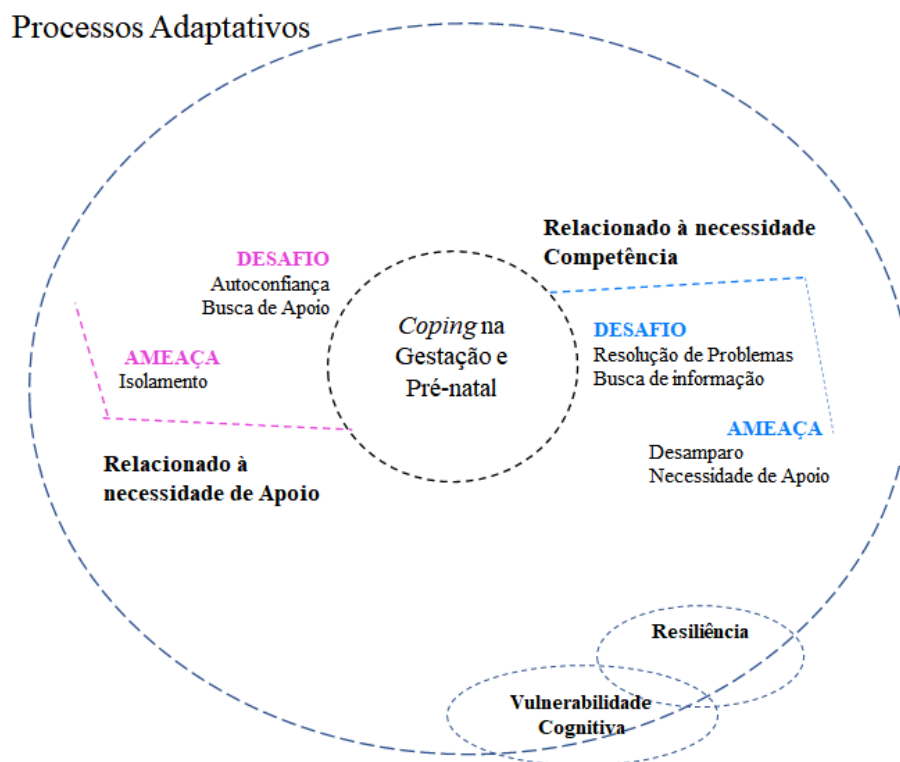 Processos Adaptativos
DESAFIO
Autoconfiança
Busca de Apoio
AMEAÇA
Isolamento
Relacionado à
necessidade de Apoio
Coping na
Gestação e
Pré-natal
Relacionado à necessidade
Competência
DESAFIO
Resolução de Problemas
Busca de informação
AMEAÇA
Desamparo
Necessidade de Apoio
Resiliência
Vulnerabilidade
Cognitiva